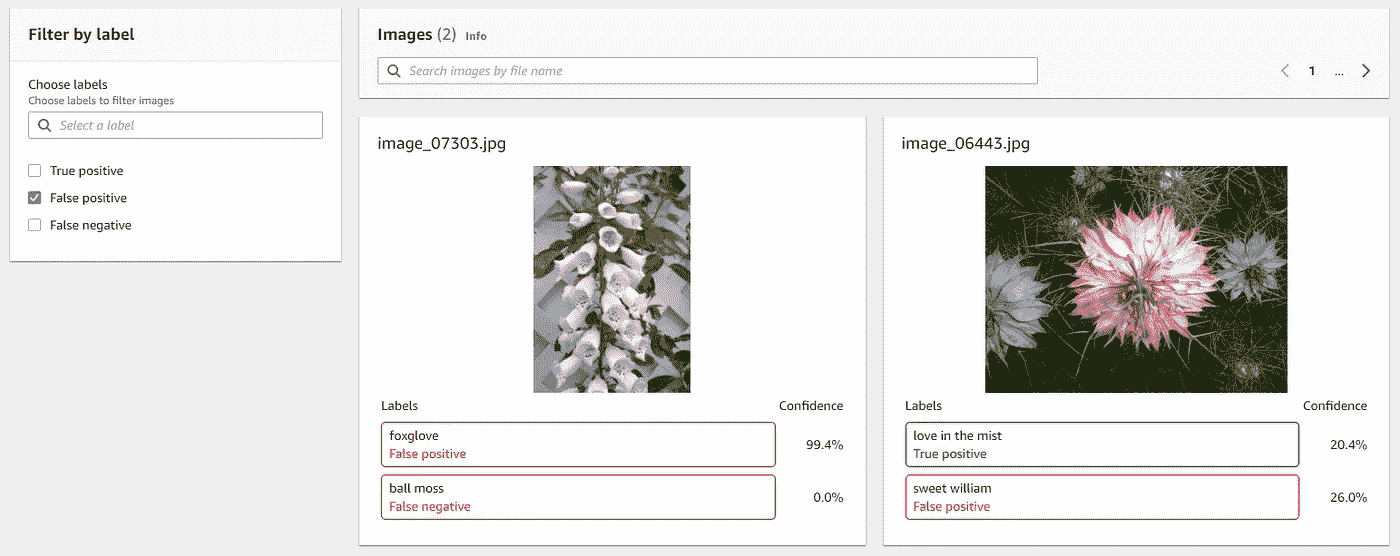 Filter by label
Choose labels
Choose labels to filter images
Select a label
True positive
False positive
False negative
Images (2) Info
Search images by file name
1 ...
image_07303.jpg
Labels Confidence
foxglove
False positive
99.4%
ball moss
False negative
0.0%
image_06443.jpg
Labels Confidence
love in the mist
True positive
20.4%
sweet william
False positive
26.0%